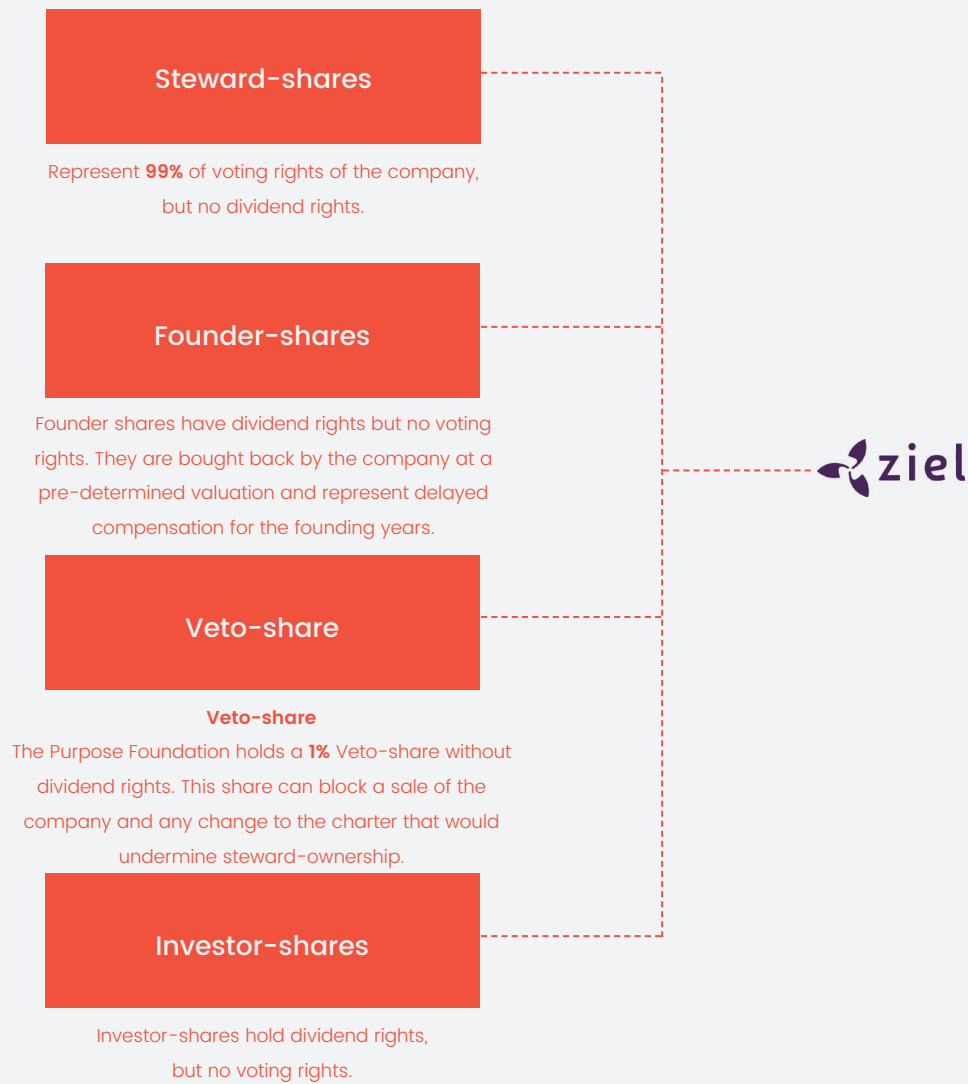 Steward-shares
Represent 99% of voting rights of the company,
but no dividend rights.
Founder-shares
Founder shares have dividend rights but no voting
rights. They are bought back by the company at a
pre-determined valuation and represent delayed
compensation for the founding years.
ziel
Veto-share
Veto-share
The Purpose Foundation holds a 1% Veto-share without
dividend rights. This share can block a sale of the
company and any change to the charter that would
undermine steward-ownership.
Investor-shares
Investor-shares hold dividend rights,
but no voting rights.